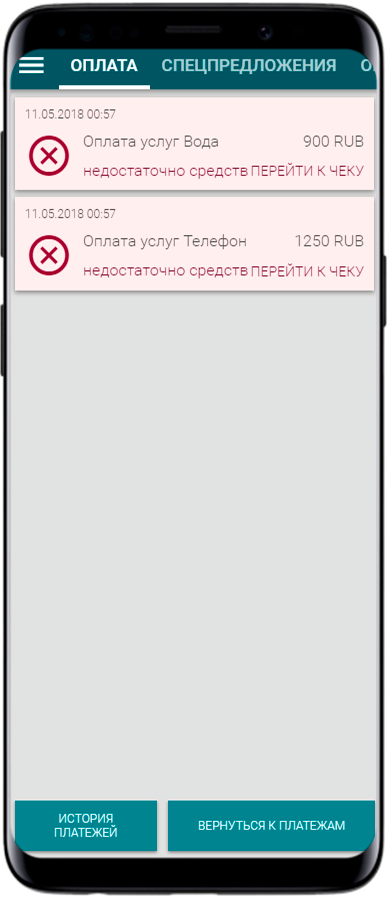 ОПЛАТА СПЕЦПРЕДЛОЖЕНИЯ
11.05.2018 00:57
Оплата услуг Вода 900 RUB
недостаточно средств ПЕРЕЙТИ К ЧЕКУ
11.05.2018 00:57
Оплата услуг Телефон 1250 RUB
недостаточно средств ПЕРЕЙТИ К ЧЕКУ
ИСТОРИЯ
ПЛАТЕЖЕЙ
ВЕРНУТЬСЯ К ПЛАТЕЖАМ